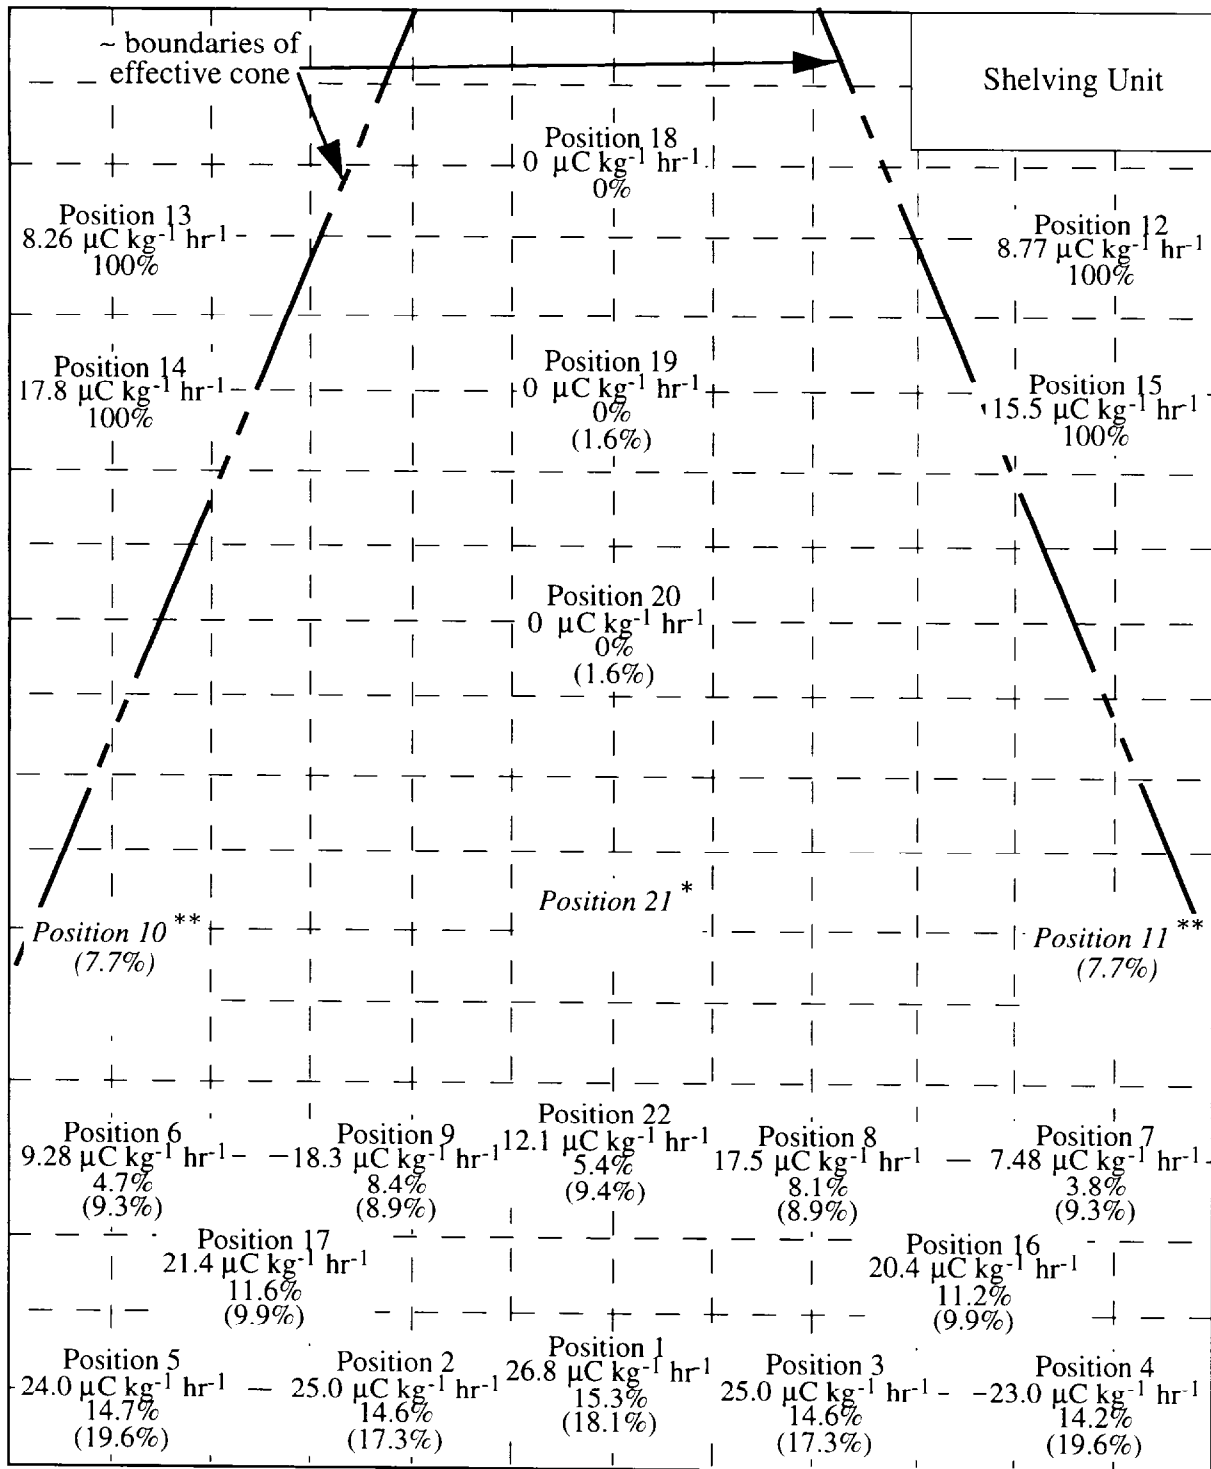 ~ boundaries of
effective cone
Shelving Unit
Position 18
0 μC kg⁻¹ hr⁻¹
0%
Position 13
8.26 μC kg⁻¹ hr⁻¹
100%
Position 12
8.77 μC kg⁻¹ hr⁻¹
100%
Position 14
17.8 μC kg⁻¹ hr⁻¹
100%
Position 19
0 μC kg⁻¹ hr⁻¹
0%
(1.6%)
Position 15
15.5 μC kg⁻¹ hr⁻¹
100%
Position 20
0 μC kg⁻¹ hr⁻¹
0%
(1.6%)
Position 21 *
Position 10 **
(7.7%)
Position 11 **
(7.7%)
Position 6
9.28 μC kg⁻¹ hr⁻¹
4.7%
(9.3%)
Position 9
18.3 μC kg⁻¹ hr⁻¹
8.4%
(8.9%)
Position 22
12.1 μC kg⁻¹ hr⁻¹
5.4%
(9.4%)
Position 8
17.5 μC kg⁻¹ hr⁻¹
8.1%
(8.9%)
Position 7
7.48 μC kg⁻¹ hr⁻¹
3.8%
(9.3%)
Position 17
21.4 μC kg⁻¹ hr⁻¹
11.6%
(9.9%)
Position 16
20.4 μC kg⁻¹ hr⁻¹
11.2%
(9.9%)
Position 5
24.0 μC kg⁻¹ hr⁻¹
14.7%
(19.6%)
Position 2
25.0 μC kg⁻¹ hr⁻¹
14.6%
(17.3%)
Position 1
26.8 μC kg⁻¹ hr⁻¹
15.3%
(18.1%)
Position 3
25.0 μC kg⁻¹ hr⁻¹
14.6%
(17.3%)
Position 4
23.0 μC kg⁻¹ hr⁻¹
14.2%
(19.6%)